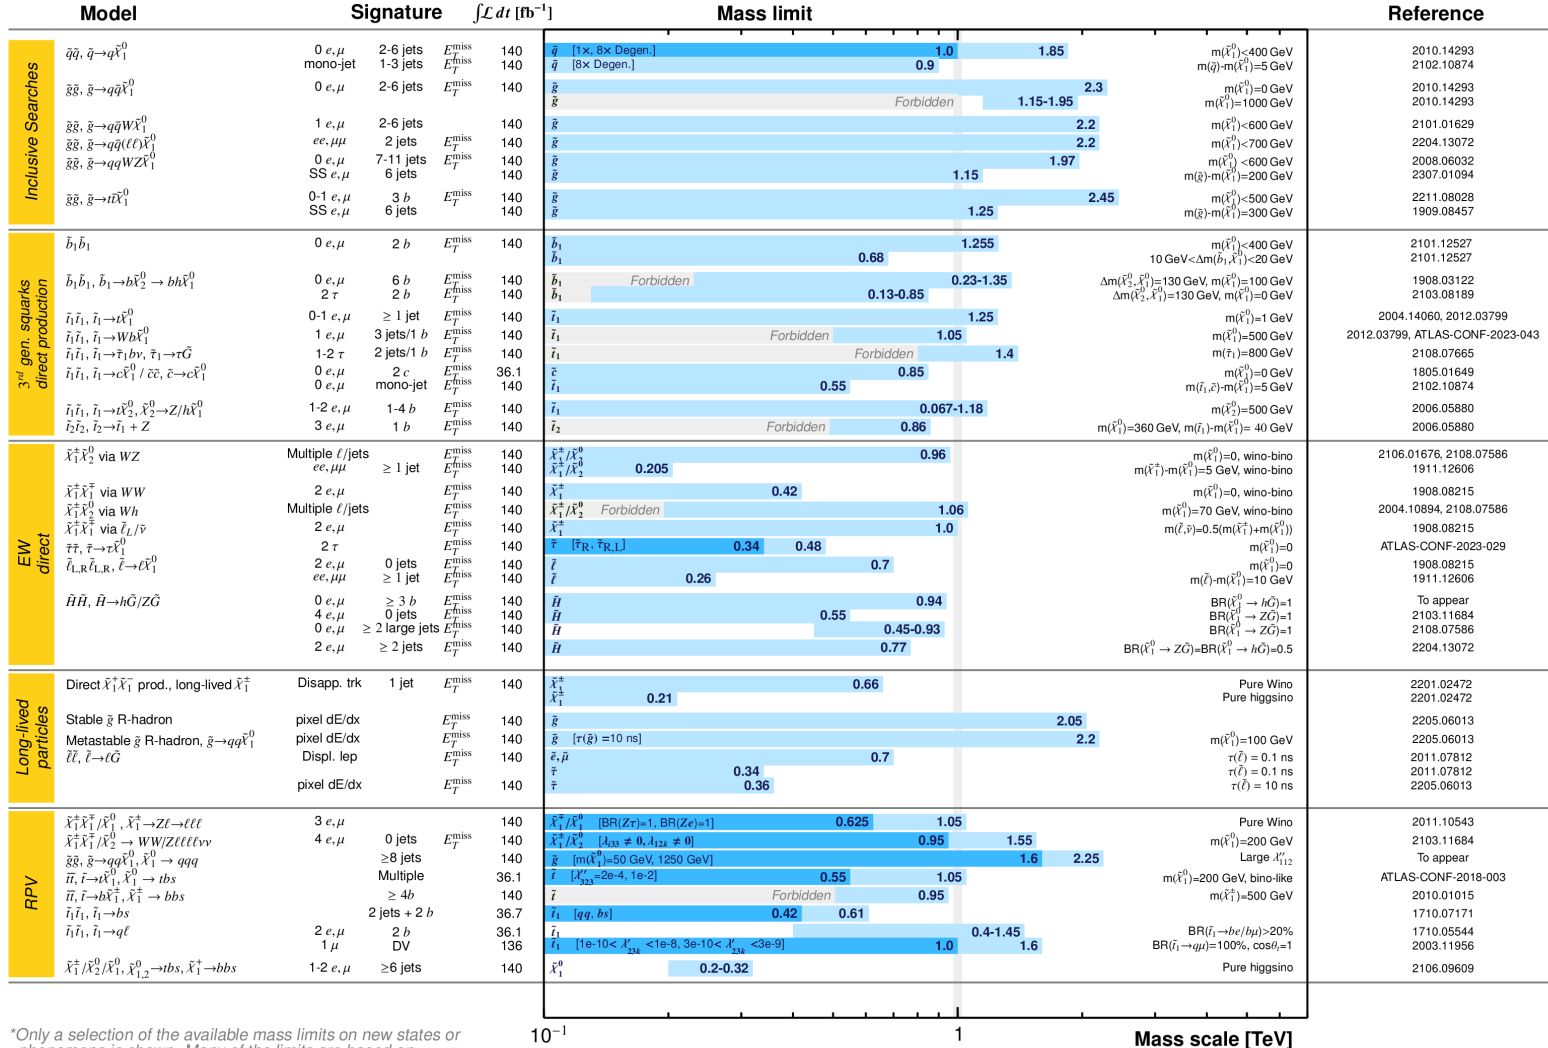 Model Signature ∫ℒ dt [fb⁻¹] Mass limit Reference
Inclusive Searches
q̃q̃, q̃→qχ̃₁⁰ 0 e,μ 2-6 jets E_T^miss 140 q̃ [1×, 8× Degen.] 1.0 1.85 m(χ̃₁⁰)<400 GeV 2010.14293
mono-jet 1-3 jets E_T^miss 140 q̃ [8× Degen.] 0.9 m(q̃)-m(χ̃₁⁰)=5 GeV 2102.10874
g̃g̃, g̃→qq̄χ̃₁⁰ 0 e,μ 2-6 jets E_T^miss 140 g̃ 2.3 m(χ̃₁⁰)=0 GeV 2010.14293
g̃ Forbidden 1.15-1.95 m(χ̃₁⁰)=1000 GeV 2010.14293
g̃g̃, g̃→qq̄Wχ̃₁⁰ 1 e,μ 2-6 jets 140 g̃ 2.2 m(χ̃₁⁰)<600 GeV 2101.01629
g̃g̃, g̃→qq̄(ℓℓ)χ̃₁⁰ ee,μμ 2 jets E_T^miss 140 g̃ 2.2 m(χ̃₁⁰)<700 GeV 2204.13072
g̃g̃, g̃→qqWZχ̃₁⁰ 0 e,μ 7-11 jets E_T^miss 140 g̃ 1.97 m(χ̃₁⁰) <600 GeV 2008.06032
SS e,μ 6 jets 140 g̃ 1.15 m(g̃)-m(χ̃₁⁰)=200 GeV 2307.01094
g̃g̃, g̃→tt̄χ̃₁⁰ 0-1 e,μ 3 b E_T^miss 140 g̃ 2.45 m(χ̃₁⁰)<500 GeV 2211.08028
SS e,μ 6 jets 140 g̃ 1.25 m(g̃)-m(χ̃₁⁰)=300 GeV 1909.08457
3rd gen. squarks direct production
b̃₁b̃₁ 0 e,μ 2 b E_T^miss 140 b̃₁ 1.255 m(χ̃₁⁰)<400 GeV 2101.12527
b̃₁ 0.68 10 GeV<Δm(b̃₁,χ̃₁⁰)<20 GeV 2101.12527
b̃₁b̃₁, b̃₁→bχ̃₂⁰ → bhχ̃₁⁰ 0 e,μ 6 b E_T^miss 140 b̃₁ Forbidden 0.23-1.35 Δm(χ̃₂⁰,χ̃₁⁰)=130 GeV, m(χ̃₁⁰)=100 GeV 1908.03122
2 τ 2 b E_T^miss 140 b̃₁ 0.13-0.85 Δm(χ̃₂⁰,χ̃₁⁰)=130 GeV, m(χ̃₁⁰)=0 GeV 2103.08189
t̃₁t̃₁, t̃₁→tχ̃₁⁰ 0-1 e,μ ≥ 1 jet E_T^miss 140 t̃₁ 1.25 m(χ̃₁⁰)=1 GeV 2004.14060, 2012.03799
t̃₁t̃₁, t̃₁→Wbχ̃₁⁰ 1 e,μ 3 jets/1 b E_T^miss 140 t̃₁ Forbidden 1.05 m(χ̃₁⁰)=500 GeV 2012.03799, ATLAS-CONF-2023-043
t̃₁t̃₁, t̃₁→τ̃₁bν, τ̃₁→τG̃ 1-2 τ 2 jets/1 b E_T^miss 140 t̃₁ Forbidden 1.4 m(τ̃₁)=800 GeV 2108.07665
t̃₁t̃₁, t̃₁→cχ̃₁⁰ / c̃c̃, c̃→cχ̃₁⁰ 0 e,μ 2 c E_T^miss 36.1 c̃ 0.85 m(χ̃₁⁰)=0 GeV 1805.01649
0 e,μ mono-jet E_T^miss 140 t̃₁ 0.55 m(t̃₁,c̃)-m(χ̃₁⁰)=5 GeV 2102.10874
t̃₁t̃₁, t̃₁→tχ̃₂⁰, χ̃₂⁰→Z/hχ̃₁⁰ 1-2 e,μ 1-4 b E_T^miss 140 t̃₁ 0.067-1.18 m(χ̃₂⁰)=500 GeV 2006.05880
t̃₂t̃₂, t̃₂→t̃₁ + Z 3 e,μ 1 b E_T^miss 140 t̃₂ Forbidden 0.86 m(χ̃₁⁰)=360 GeV, m(t̃₁)-m(χ̃₁⁰)= 40 GeV 2006.05880
EW direct
χ̃₁±χ̃₂⁰ via WZ Multiple ℓ/jets E_T^miss 140 χ̃₁±/χ̃₂⁰ 0.96 m(χ̃₁⁰)=0, wino-bino 2106.01676, 2108.07586
ee,μμ ≥ 1 jet E_T^miss 140 χ̃₁±/χ̃₂⁰ 0.205 m(χ̃₁±)-m(χ̃₁⁰)=5 GeV, wino-bino 1911.12606
χ̃₁±χ̃₁∓ via WW 2 e,μ E_T^miss 140 χ̃₁± 0.42 m(χ̃₁⁰)=0, wino-bino 1908.08215
χ̃₁±χ̃₂⁰ via Wh Multiple ℓ/jets E_T^miss 140 χ̃₁±/χ̃₂⁰ Forbidden 1.06 m(χ̃₁⁰)=70 GeV, wino-bino 2004.10894, 2108.07586
χ̃₁±χ̃₁∓ via ℓ̃_L/ν̃ 2 e,μ E_T^miss 140 χ̃₁± 1.0 m(ℓ̃,ν̃)=0.5(m(χ̃₁±)+m(χ̃₁⁰)) 1908.08215
τ̃τ̃, τ̃→τχ̃₁⁰ 2 τ E_T^miss 140 τ̃ [τ̃_R, τ̃_R,L] 0.34 0.48 m(χ̃₁⁰)=0 ATLAS-CONF-2023-029
ℓ̃_L,Rℓ̃_L,R, ℓ̃→ℓχ̃₁⁰ 2 e,μ 0 jets E_T^miss 140 ℓ̃ 0.7 m(χ̃₁⁰)=0 1908.08215
ee,μμ ≥ 1 jet E_T^miss 140 ℓ̃ 0.26 m(ℓ̃)-m(χ̃₁⁰)=10 GeV 1911.12606
H̃H̃, H̃→hG̃/ZG̃ 0 e,μ ≥ 3 b E_T^miss 140 H̃ 0.94 BR(χ̃₁⁰ → hG̃)=1 To appear
4 e,μ 0 jets E_T^miss 140 H̃ 0.55 BR(χ̃₁⁰ → ZG̃)=1 2103.11684
0 e,μ ≥ 2 large jets E_T^miss 140 H̃ 0.45-0.93 BR(χ̃₁⁰ → ZG̃)=1 2108.07586
2 e,μ ≥ 2 jets E_T^miss 140 H̃ 0.77 BR(χ̃₁⁰ → ZG̃)=BR(χ̃₁⁰ → hG̃)=0.5 2204.13072
Long-lived particles
Direct χ̃₁⁺χ̃₁⁻ prod., long-lived χ̃₁± Disapp. trk 1 jet E_T^miss 140 χ̃₁± 0.66 Pure Wino 2201.02472
χ̃₁± 0.21 Pure higgsino 2201.02472
Stable g̃ R-hadron pixel dE/dx E_T^miss 140 g̃ 2.05 2205.06013
Metastable g̃ R-hadron, g̃→qqχ̃₁⁰ pixel dE/dx E_T^miss 140 g̃ [τ(g̃) =10 ns] 2.2 m(χ̃₁⁰)=100 GeV 2205.06013
ℓ̃ℓ̃, ℓ̃→ℓG̃ Displ. lep E_T^miss 140 ẽ, μ̃ 0.7 τ(ℓ̃) = 0.1 ns 2011.07812
τ̃ 0.34 τ(ℓ̃) = 0.1 ns 2011.07812
pixel dE/dx E_T^miss 140 τ̃ 0.36 τ(ℓ̃) = 10 ns 2205.06013
RPV
χ̃₁±χ̃₁∓/χ̃₁⁰ , χ̃₁±→Zℓ→ℓℓℓ 3 e,μ 140 χ̃₁∓/χ̃₁⁰ [BR(Zτ)=1, BR(Ze)=1] 0.625 1.05 Pure Wino 2011.10543
χ̃₁±χ̃₁∓/χ̃₂⁰ → WW/Zℓℓℓℓνν 4 e,μ 0 jets E_T^miss 140 χ̃₁±/χ̃₂⁰ [λ_i33 ≠ 0, λ_12k ≠ 0] 0.95 1.55 m(χ̃₁⁰)=200 GeV 2103.11684
g̃g̃, g̃→qqχ̃₁⁰, χ̃₁⁰ → qqq ≥8 jets 140 g̃ [m(χ̃₁⁰)=50 GeV, 1250 GeV] 1.6 2.25 Large λ''₁₁₂ To appear
t̃t̃, t̃→tχ̃₁⁰, χ̃₁⁰ → tbs Multiple 36.1 t̃ [λ''₃₂₃=2e-4, 1e-2] 0.55 1.05 m(χ̃₁⁰)=200 GeV, bino-like ATLAS-CONF-2018-003
t̃t̃, t̃→bχ̃₁±, χ̃₁± → bbs ≥ 4b 140 t̃ Forbidden 0.95 m(χ̃₁±)=500 GeV 2010.01015
t̃₁t̃₁, t̃₁→bs 2 jets + 2 b 36.7 t̃₁ [qq, bs] 0.42 0.61 1710.07171
t̃₁t̃₁, t̃₁→qℓ 2 e,μ 2 b 36.1 t̃₁ 0.4-1.45 BR(t̃₁→be/bμ)>20% 1710.05544
1 μ DV 136 t̃₁ [1e-10< λ'₂₃ₖ <1e-8, 3e-10< λ'₂₃ₖ <3e-9] 1.0 1.6 BR(t̃₁→qμ)=100%, cosθₜ=1 2003.11956
χ̃₁±/χ̃₂⁰/χ̃₁⁰, χ̃₁,₂⁰→tbs, χ̃₁⁺→bbs 1-2 e,μ ≥6 jets 140 χ̃₁⁰ 0.2-0.32 Pure higgsino 2106.09609
10⁻¹ 1 Mass scale [TeV]
*Only a selection of the available mass limits on new states or
phenomena is shown. Many of the limits are based on